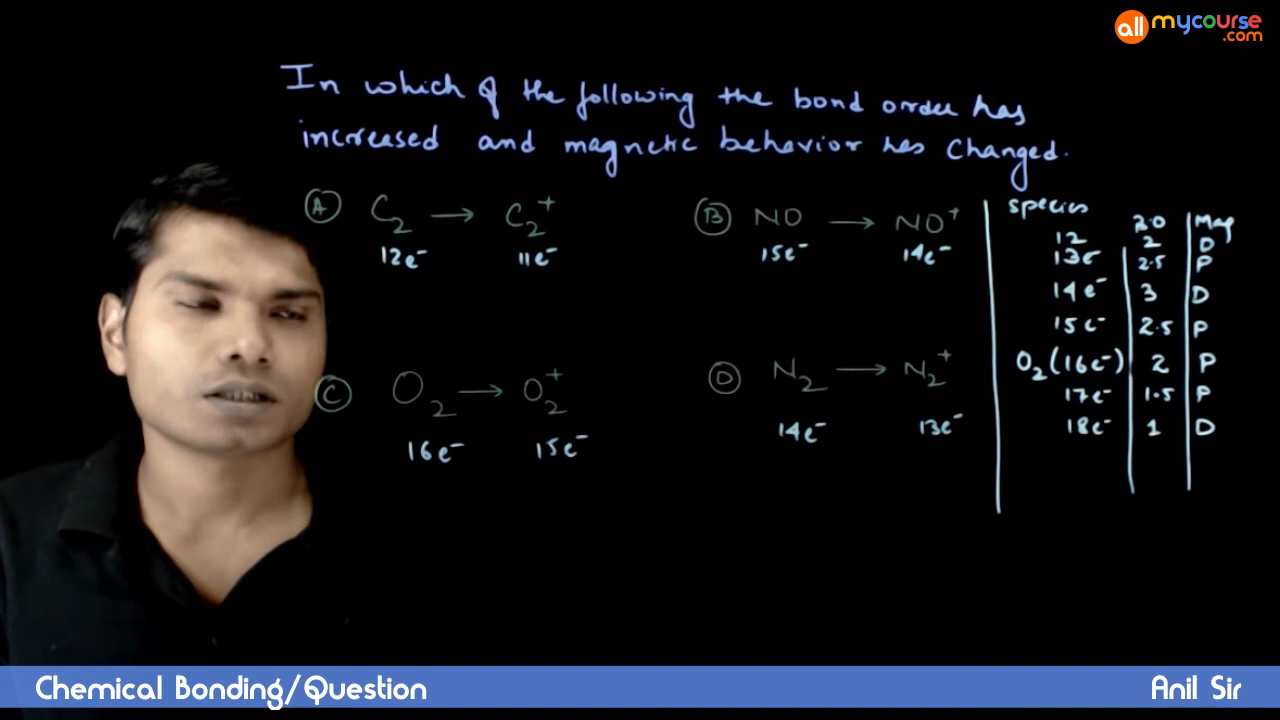 all mycourse
.com
In which of the following the bond order has
increased and magnetic behavior has changed.
(A) C₂ → C₂⁺
12e⁻ 11e⁻
(B) NO → NO⁺
15e⁻ 14e⁻
(C) O₂ → O₂⁺
16e⁻ 15e⁻
(D) N₂ → N₂⁺
14e⁻ 13e⁻
species B.O Mag
12 2 D
13e⁻ 2.5 P
14e⁻ 3 D
15e⁻ 2.5 P
O₂(16e⁻) 2 P
17e⁻ 1.5 P
18e⁻ 1 D
Chemical Bonding/Question
Anil Sir